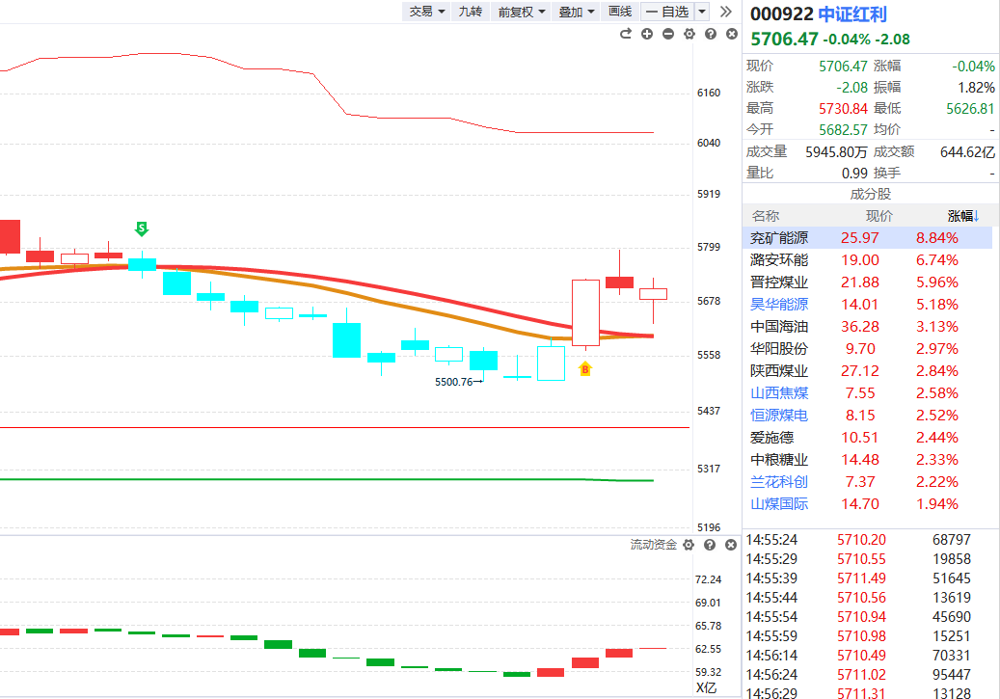 交易 九转 前复权 叠加 画线 一 自选
000922 中证红利
5706.47 -0.04% -2.08
现价 5706.47 涨幅 -0.04%
涨跌 -2.08 振幅 1.82%
最高 5730.84 最低 5626.81
今开 5682.57 均价 -
成交量 5945.80万 成交额 644.62亿
量比 0.99 换手 -
成分股
名称 现价 涨幅↓
兖矿能源 25.97 8.84%
潞安环能 19.00 6.74%
晋控煤业 21.88 5.96%
昊华能源 14.01 5.18%
中国海油 36.28 3.13%
华阳股份 9.70 2.97%
陕西煤业 27.12 2.84%
山西焦煤 7.55 2.58%
恒源煤电 8.15 2.52%
爱施德 10.51 2.44%
中粮糖业 14.48 2.33%
兰花科创 7.37 2.22%
山煤国际 14.70 1.94%
14:55:24 5710.20 68797
14:55:29 5710.55 19858
14:55:39 5711.49 51645
14:55:44 5710.56 13619
14:55:54 5710.94 45690
14:55:59 5710.98 15251
14:56:14 5710.49 70331
14:56:24 5711.02 95447
14:56:29 5711.31 13128
6160
6040
5919
S
5799
5678
5558
B
5500.76→
5437
5317
5196
流动资金
72.24
69.01
65.78
62.55
59.32
X亿